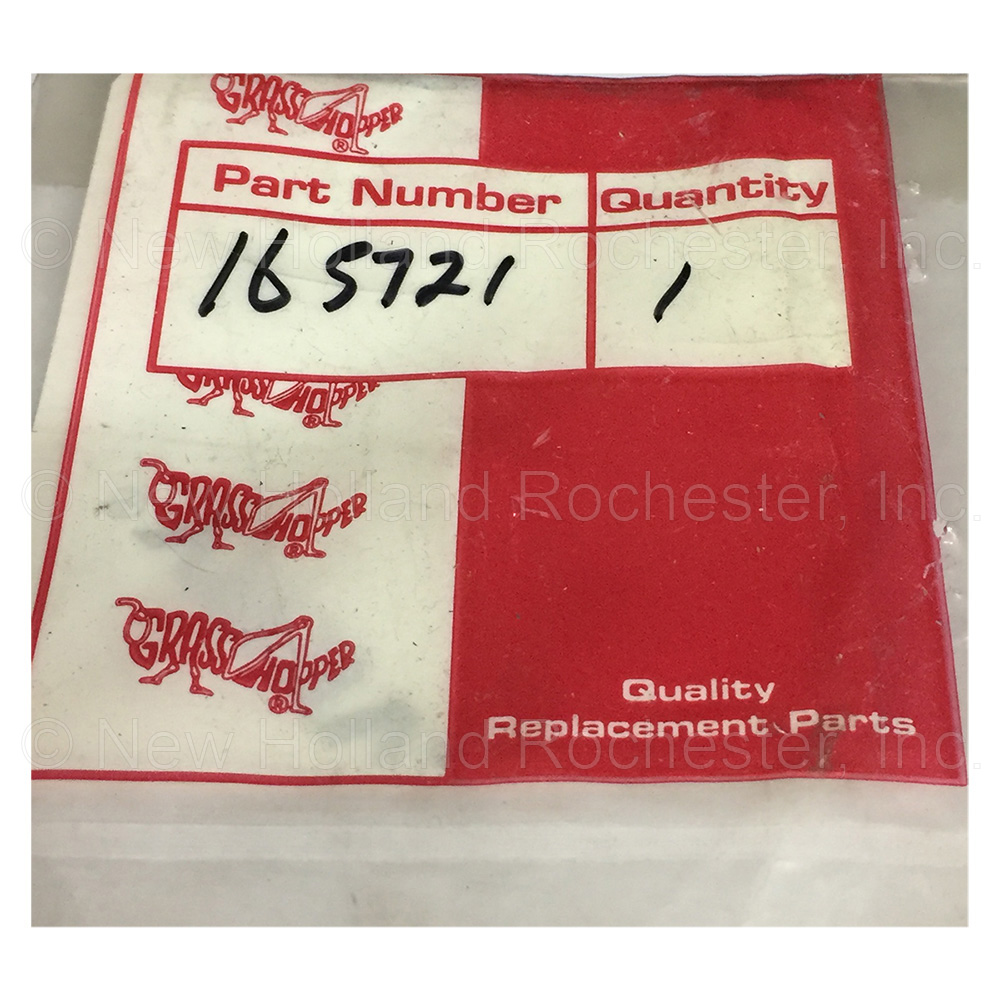 GRASSHOPPER®
Part Number Quantity
165721 1
GRASSHOPPER®
GRASSHOPPER®
GRASSHOPPER®
Quality
Replacement Parts
© New Holland Rochester, Inc.
© New Holland Rochester, Inc.
© New Holland Rochester, Inc.